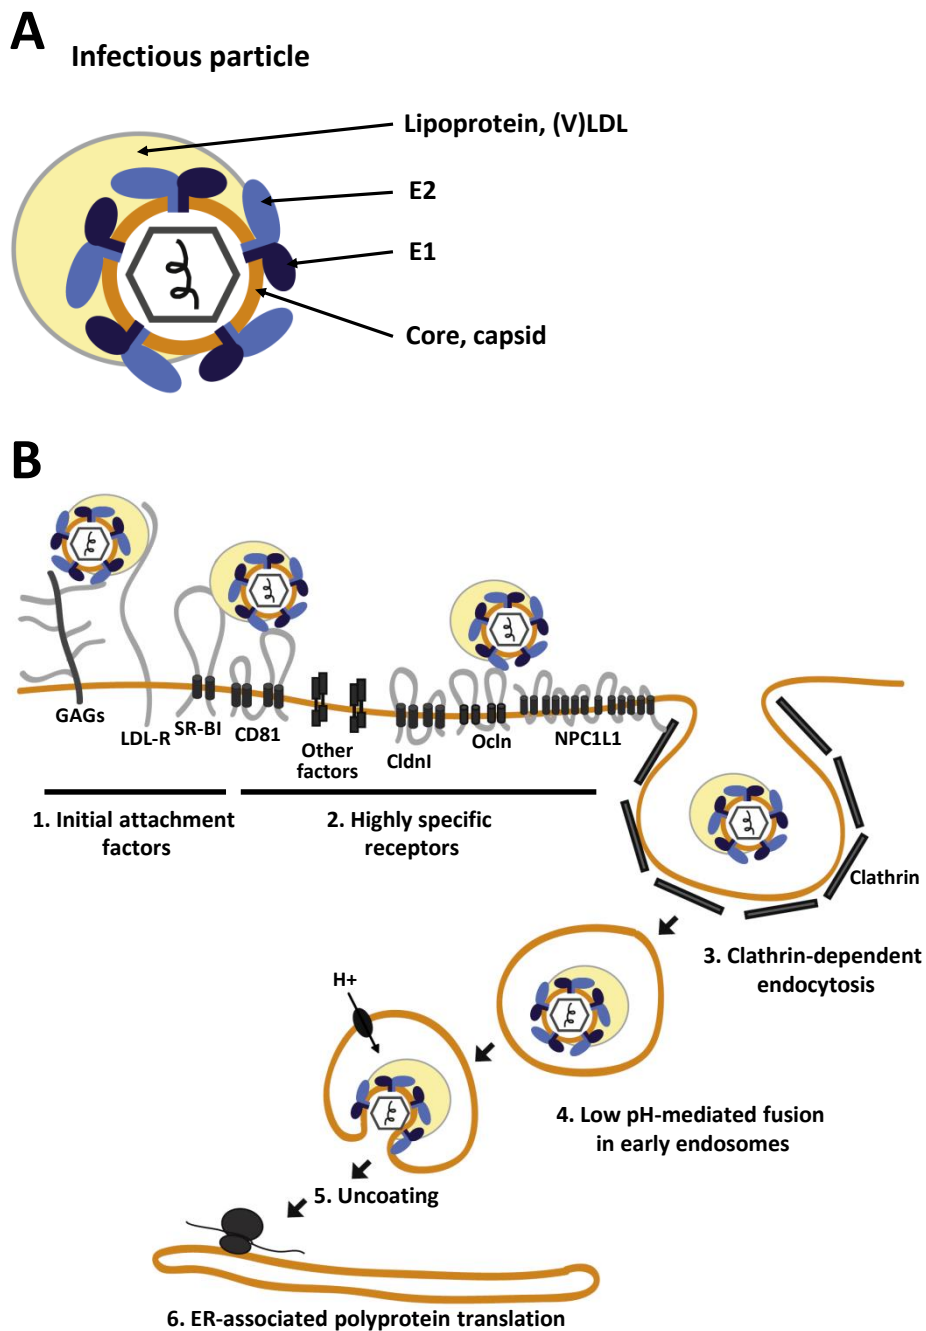 A
Infectious particle
Lipoprotein, (V)LDL
E2
E1
Core, capsid
B
GAGs
LDL-R
SR-BI
CD81
Other
factors
CldnI
Ocln
NPC1L1
1. Initial attachment
factors
2. Highly specific
receptors
Clathrin
3. Clathrin-dependent
endocytosis
H+
4. Low pH-mediated fusion
in early endosomes
5. Uncoating
6. ER-associated polyprotein translation